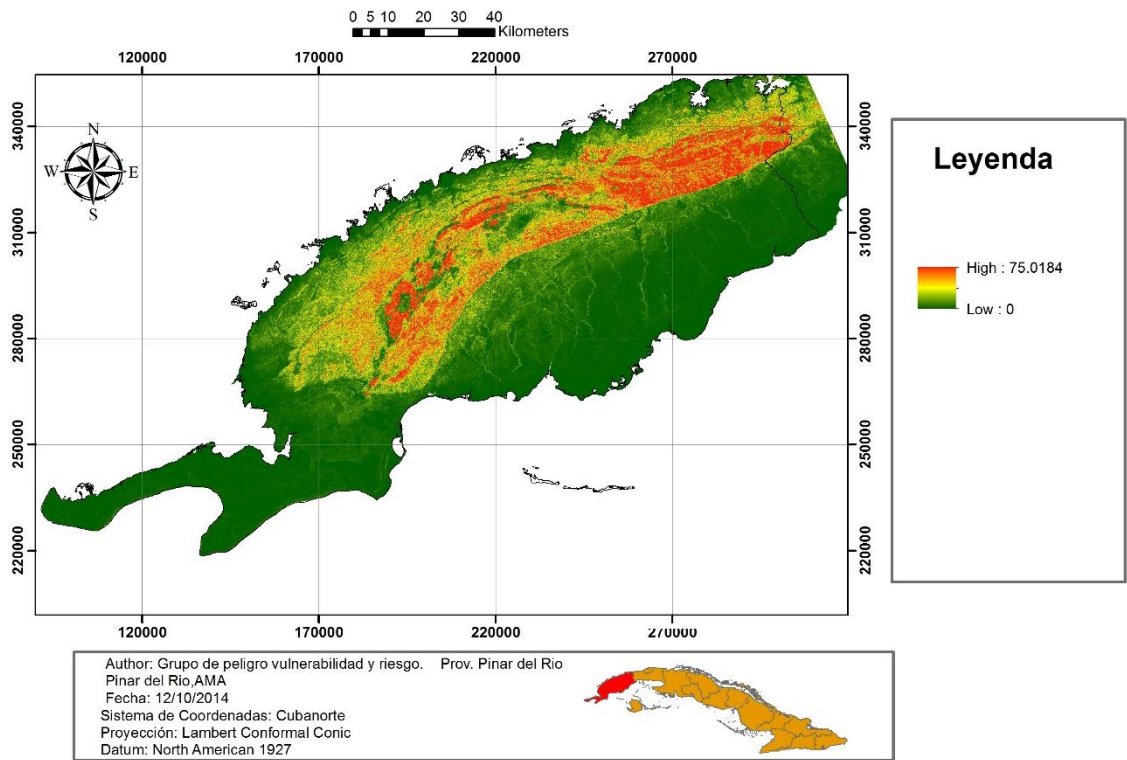 0 5 10 20 30 40
Kilometers
120000 170000 220000 270000
340000 340000
310000 310000
280000 280000
250000 250000
220000 220000
N
W E
S
120000 170000 220000 270000
Leyenda
High : 75.0184
Low : 0
Author: Grupo de peligro vulnerabilidad y riesgo. Prov. Pinar del Rio
Pinar del Rio,AMA
Fecha: 12/10/2014
Sistema de Coordenadas: Cubanorte
Proyección: Lambert Conformal Conic
Datum: North American 1927